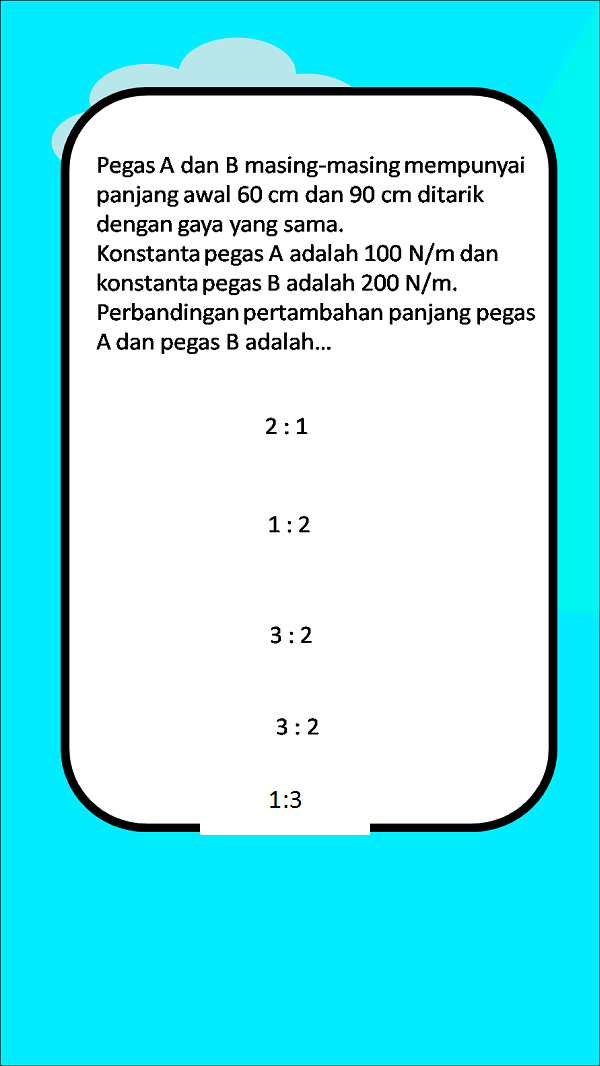 Pegas A dan B masing-masing mempunyai
panjang awal 60 cm dan 90 cm ditarik
dengan gaya yang sama.
Konstanta pegas A adalah 100 N/m dan
konstanta pegas B adalah 200 N/m.
Perbandingan pertambahan panjang pegas
A dan pegas B adalah...
2 : 1
1 : 2
3 : 2
3 : 2
1:3